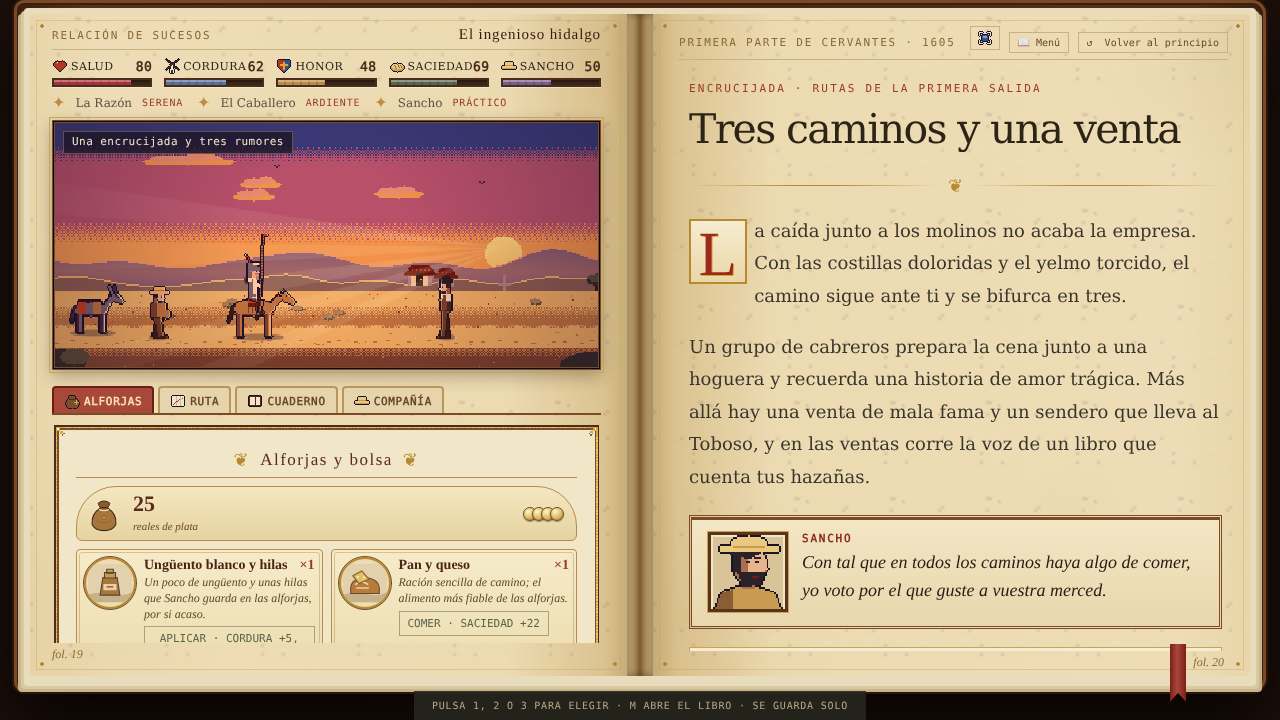 RELACIÓN DE SUCESOS
El ingenioso hidalgo
SALUD 80
CORDURA 62
HONOR 48
SACIEDAD 69
SANCHO 50
La Razón SERENA
El Caballero ARDIENTE
Sancho PRÁCTICO
Una encrucijada y tres rumores
ALFORJAS
RUTA
CUADERNO
COMPAÑÍA
Alforjas y bolsa
25
reales de plata
Ungüento blanco y hilas ×1
Un poco de ungüento y unas hilas
que Sancho guarda en las alforjas,
por si acaso.
APLICAR · CORDURA +5,
Pan y queso ×1
Ración sencilla de camino; el
alimento más fiable de las alforjas.
COMER · SACIEDAD +22
fol. 19
PRIMERA PARTE DE CERVANTES · 1605
Menú
↺ Volver al principio
ENCRUCIJADA · RUTAS DE LA PRIMERA SALIDA
Tres caminos y una venta
La caída junto a los molinos no acaba la empresa.
Con las costillas doloridas y el yelmo torcido, el
camino sigue ante ti y se bifurca en tres.
Un grupo de cabreros prepara la cena junto a una
hoguera y recuerda una historia de amor trágica. Más
allá hay una venta de mala fama y un sendero que lleva al
Toboso, y en las ventas corre la voz de un libro que
cuenta tus hazañas.
SANCHO
Con tal que en todos los caminos haya algo de comer,
yo voto por el que guste a vuestra merced.
fol. 20
PULSA 1, 2 O 3 PARA ELEGIR · M ABRE EL LIBRO · SE GUARDA SOLO